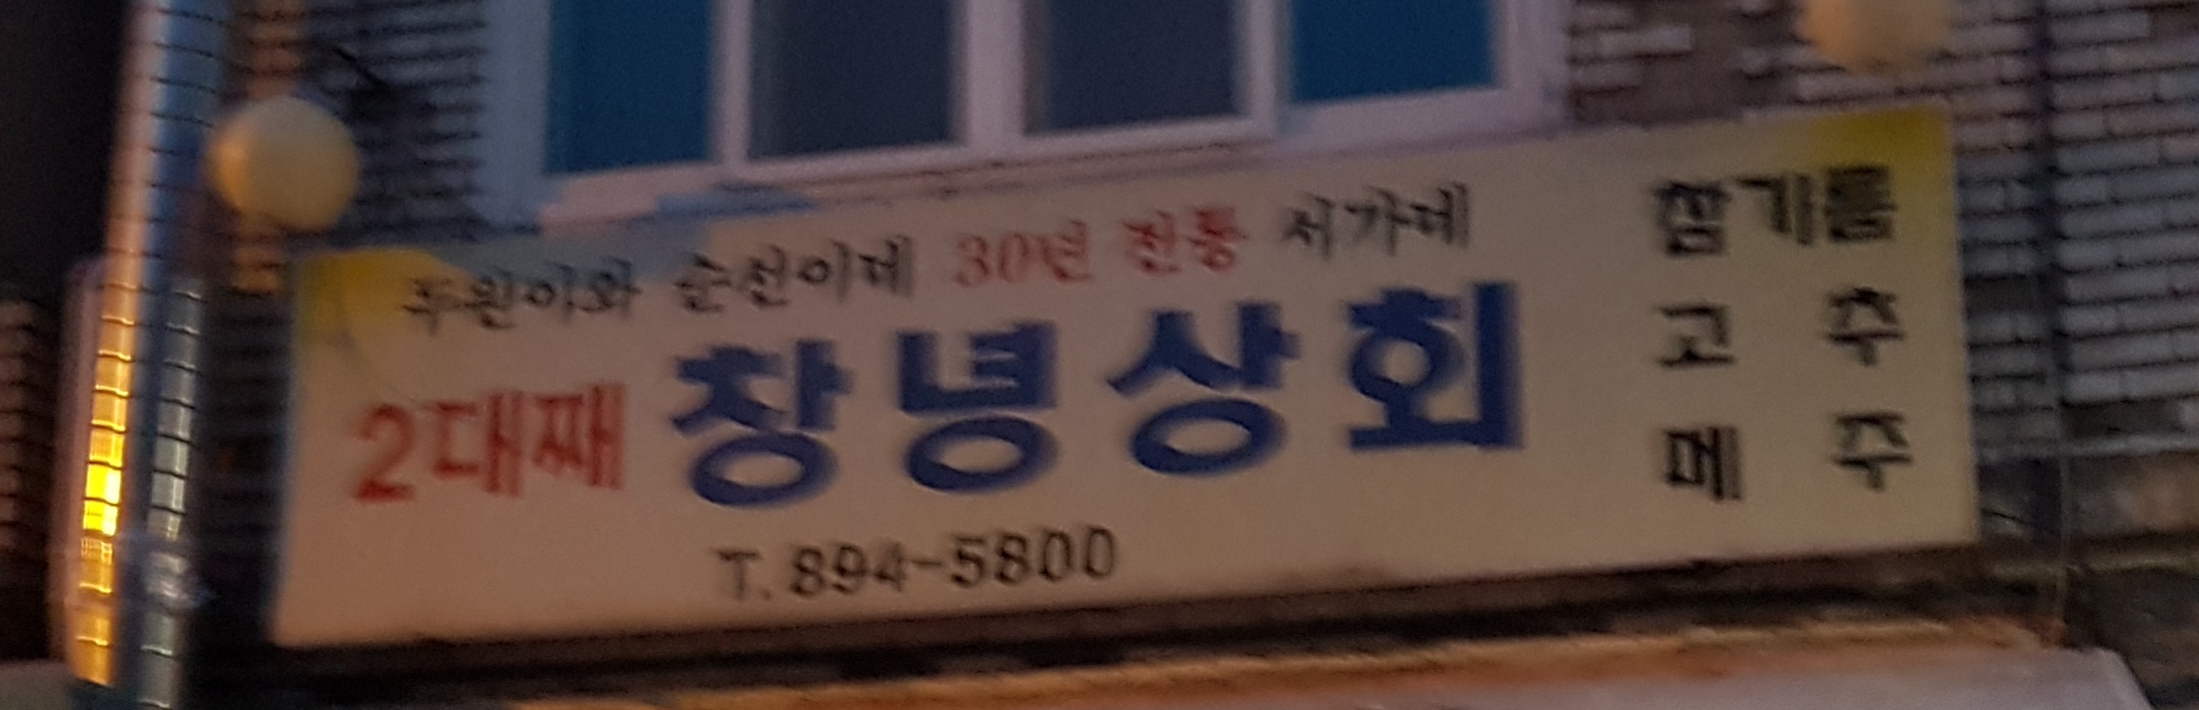 두원이와 순천이네 30년 전통 서가네
2대째 창녕상회
T. 894-5800
참기름
고추
메주